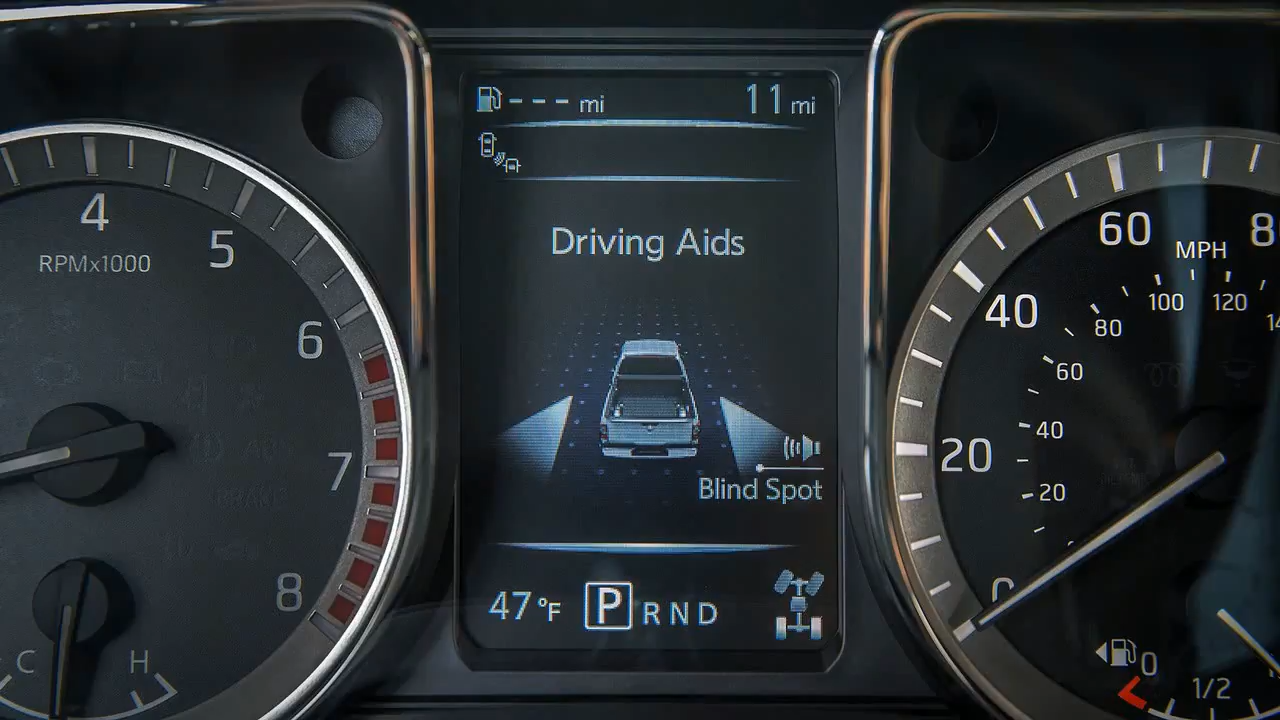 --- mi
11 mi
Driving Aids
Blind Spot
47°F P R N D
4
5
6
7
8
RPMx1000
C H
20
40
60
MPH
20
40
60
80
100
120
0
1/2